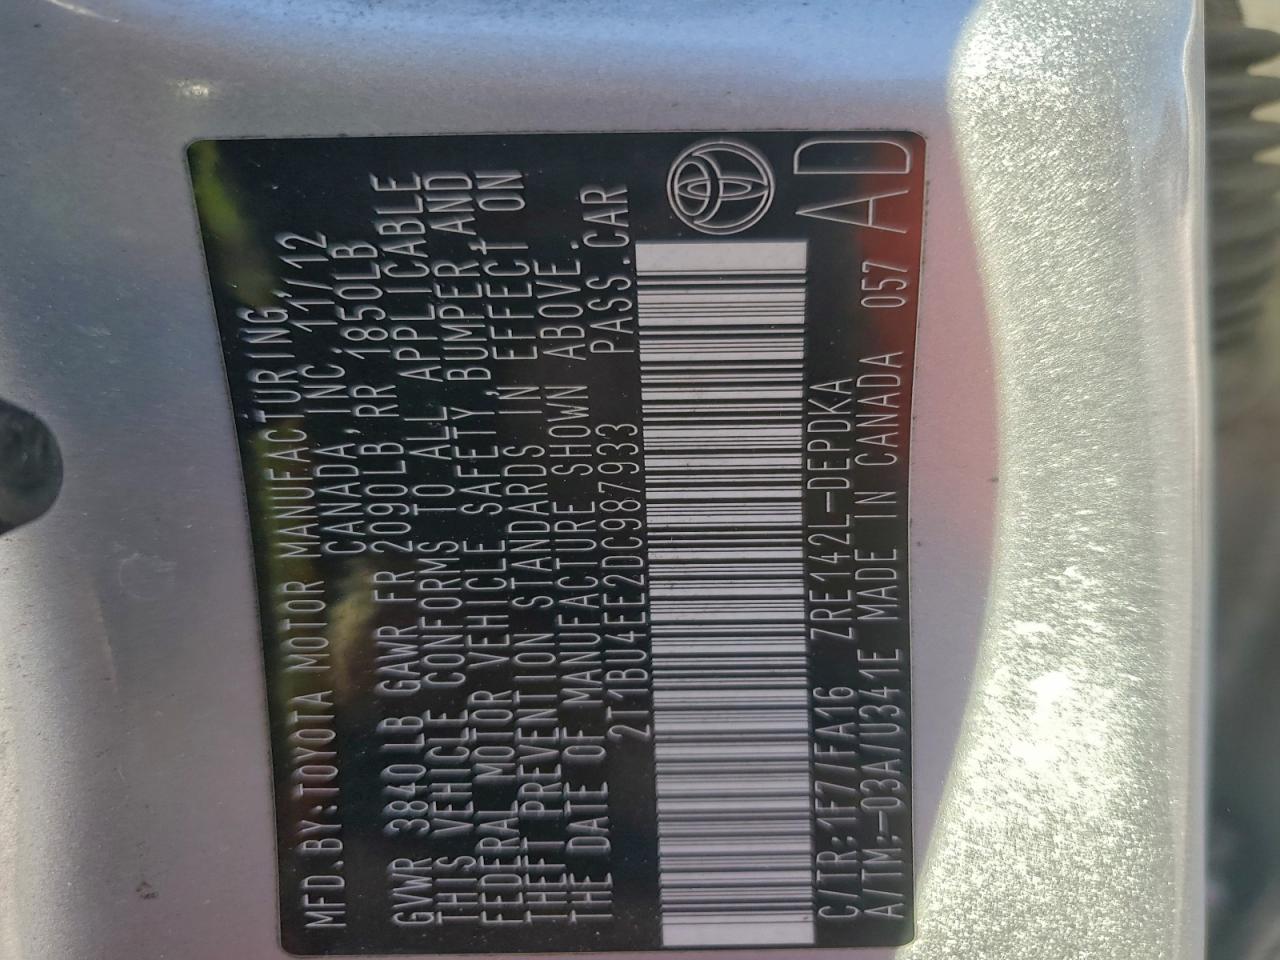 MFD.BY:TOYOTA MOTOR MANUFACTURING,
CANADA, INC. 11/12
GVWR 3840LB GAWR FR 2090LB, RR 1850LB
THIS VEHICLE CONFORMS TO ALL APPLICABLE
FEDERAL MOTOR VEHICLE SAFETY, BUMPER, AND
THEFT PREVENTION STANDARDS IN EFFECT ON
THE DATE OF MANUFACTURE SHOWN ABOVE.
2T1BU4EE2DC987933 PASS.CAR
C/TR:1F7/FA16 ZRE142L-DEPDKA
A/TM:-03A/U341E MADE IN CANADA 057 AD